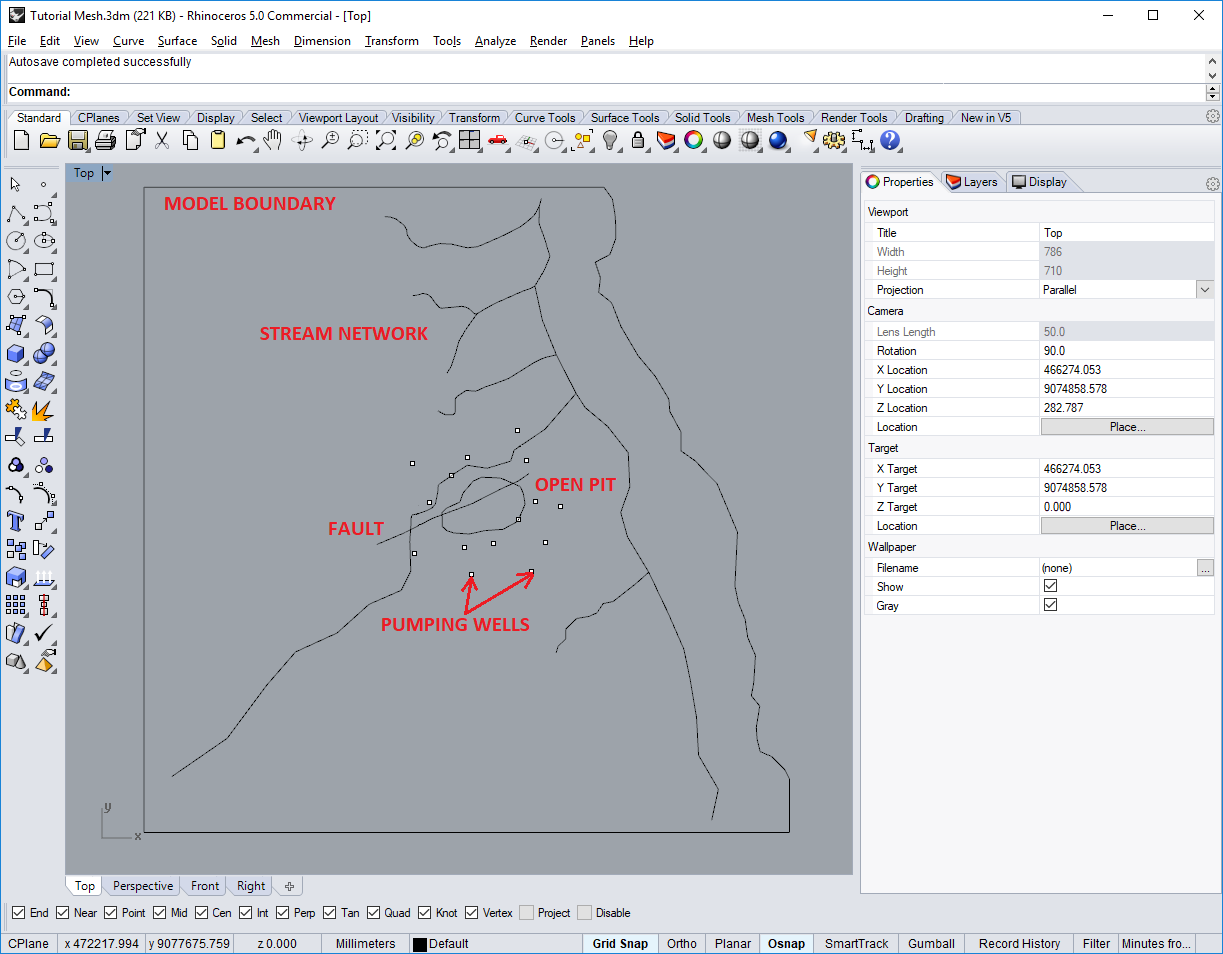 Tutorial Mesh.3dm (221 KB) - Rhinoceros 5.0 Commercial - [Top]
File Edit View Curve Surface Solid Mesh Dimension Transform Tools Analyze Render Panels Help
Autosave completed successfully
Command:
Standard CPlanes Set View Display Select Viewport Layout Visibility Transform Curve Tools Surface Tools Solid Tools Mesh Tools Render Tools Drafting New in V5
Top
MODEL BOUNDARY
STREAM NETWORK
OPEN PIT
FAULT
PUMPING WELLS
y
x
Properties Layers Display
Viewport
Title Top
Width 786
Height 710
Projection Parallel
Camera
Lens Length 50.0
Rotation 90.0
X Location 466274.053
Y Location 9074858.578
Z Location 282.787
Location Place...
Target
X Target 466274.053
Y Target 9074858.578
Z Target 0.000
Location Place...
Wallpaper
Filename (none) ...
Show
Gray
Top Perspective Front Right
End Near Point Mid Cen Int Perp Tan Quad Knot Vertex Project Disable
CPlane x 472217.994 y 9077675.759 z 0.000 Millimeters Default Grid Snap Ortho Planar Osnap SmartTrack Gumball Record History Filter Minutes fro...